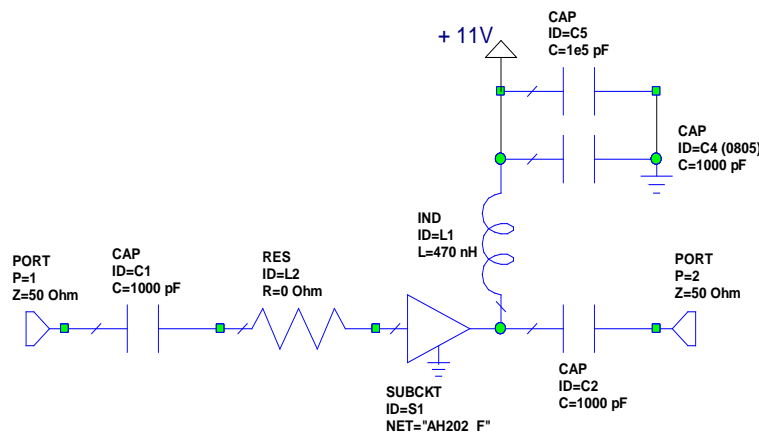 CAP
ID=C5
C=1e5 pF
+ 11V
CAP
ID=C4 (0805)
C=1000 pF
IND
ID=L1
L=470 nH
PORT
P=1
Z=50 Ohm
CAP
ID=C1
C=1000 pF
RES
ID=L2
R=0 Ohm
PORT
P=2
Z=50 Ohm
SUBCKT
ID=S1
NET="AH202_F"
CAP
ID=C2
C=1000 pF